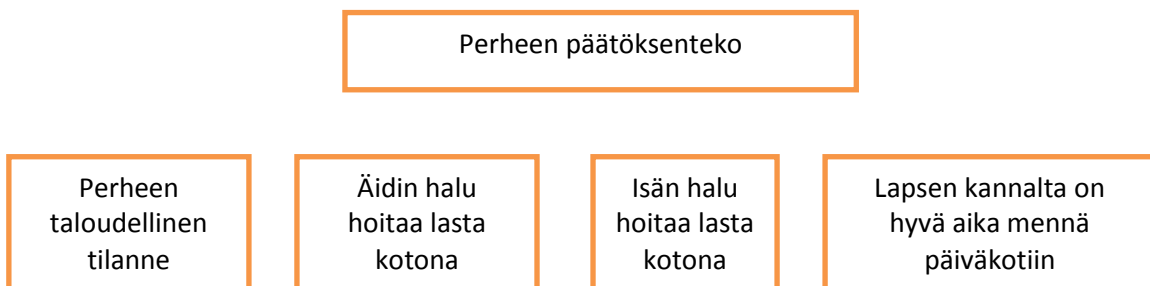 Perheen päätöksenteko
Perheen
taloudellinen
tilanne
Äidin halu
hoitaa lasta
kotona
Isän halu
hoitaa lasta
kotona
Lapsen kannalta on
hyvä aika mennä
päiväkotiin